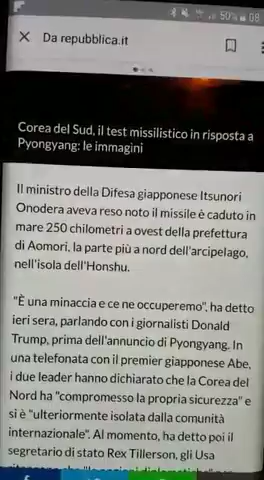 50% 08
Da repubblica.it
Corea del Sud, il test missilistico in risposta a
Pyongyang: le immagini
Il ministro della Difesa giapponese Itsunori
Onodera aveva reso noto il missile è caduto in
mare 250 chilometri a ovest della prefettura
di Aomori, la parte più a nord dell'arcipelago,
nell'isola dell'Honshu.
"È una minaccia e ce ne occuperemo", ha detto
ieri sera, parlando con i giornalisti Donald
Trump, prima dell'annuncio di Pyongyang. In
una telefonata con il premier giapponese Abe,
i due leader hanno dichiarato che la Corea del
Nord ha "compromesso la propria sicurezza" e
si è "ulteriormente isolata dalla comunità
internazionale". Al momento, ha detto poi il
segretario di stato Rex Tillerson, gli Usa